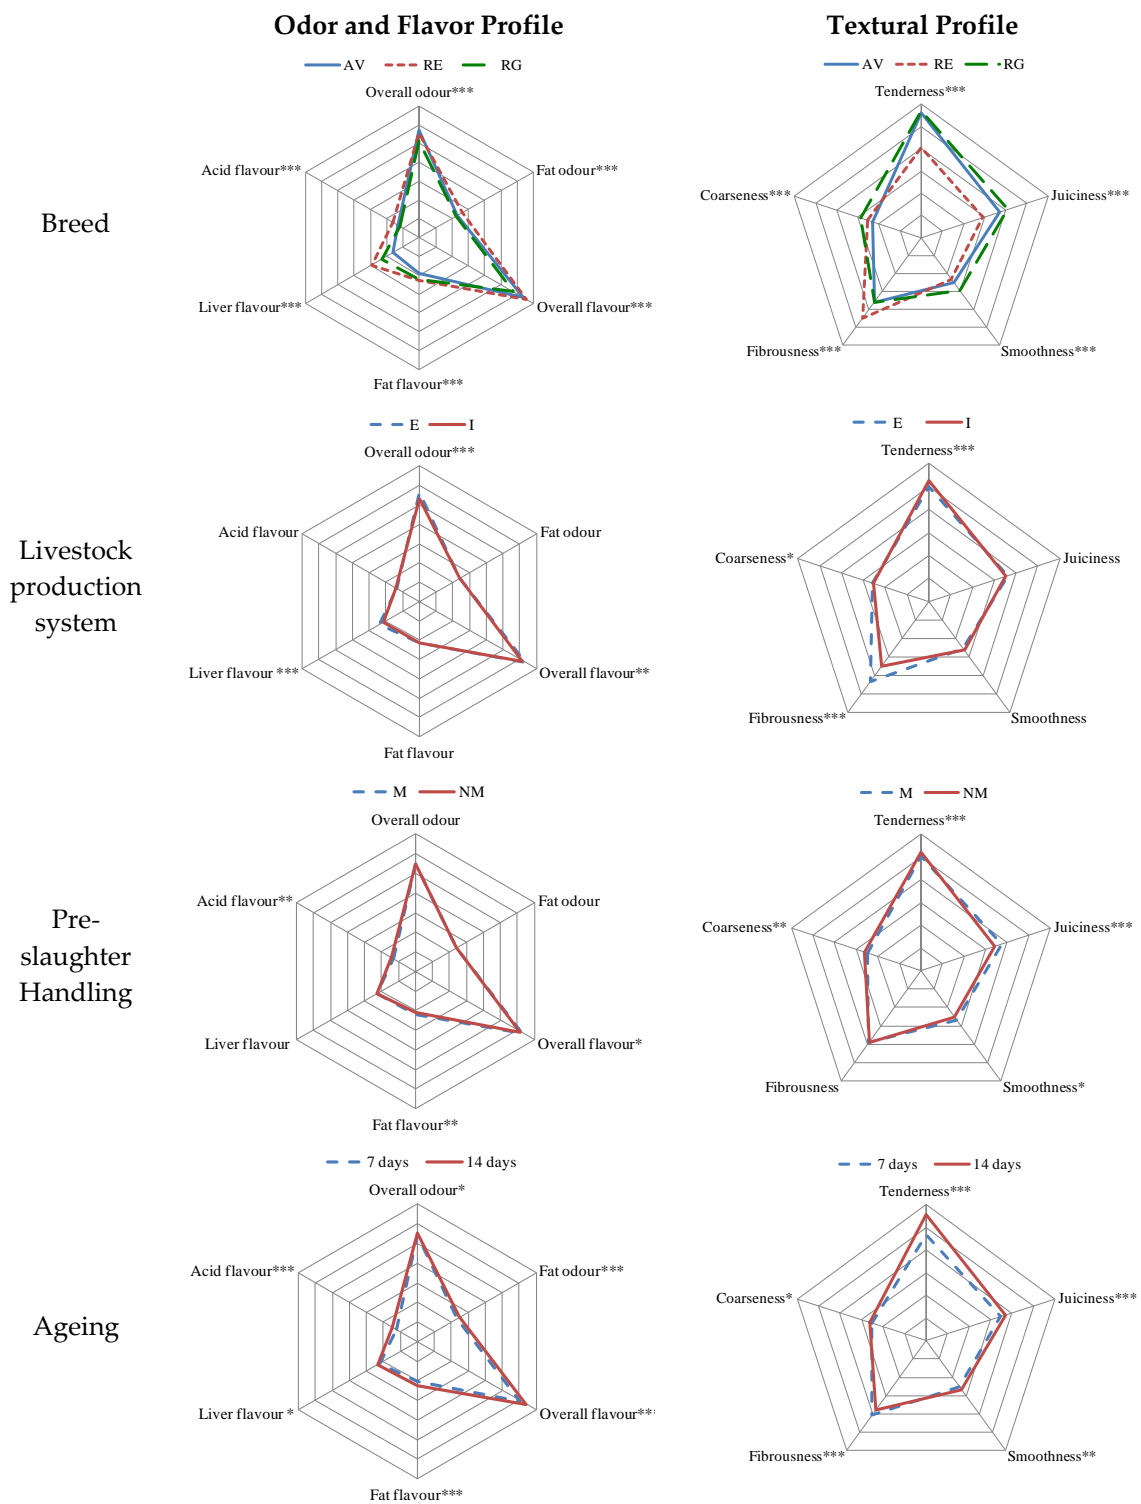 Odor and Flavor Profile
Textural Profile
Breed
AV RE RG
Overall odour***
Fat odour***
Overall flavour***
Fat flavour***
Liver flavour***
Acid flavour***
AV RE RG
Tenderness***
Juiciness***
Smoothness***
Fibrousness***
Coarseness***
Livestock
production
system
E I
Overall odour***
Fat odour
Overall flavour**
Fat flavour
Liver flavour ***
Acid flavour
E I
Tenderness***
Juiciness
Smoothness
Fibrousness***
Coarseness*
Pre-
slaughter
Handling
M NM
Overall odour
Fat odour
Overall flavour*
Fat flavour**
Liver flavour
Acid flavour**
M NM
Tenderness***
Juiciness***
Smoothness*
Fibrousness
Coarseness**
Ageing
7 days 14 days
Overall odour*
Fat odour***
Overall flavour***
Fat flavour***
Liver flavour *
Acid flavour***
7 days 14 days
Tenderness***
Juiciness***
Smoothness**
Fibrousness***
Coarseness*